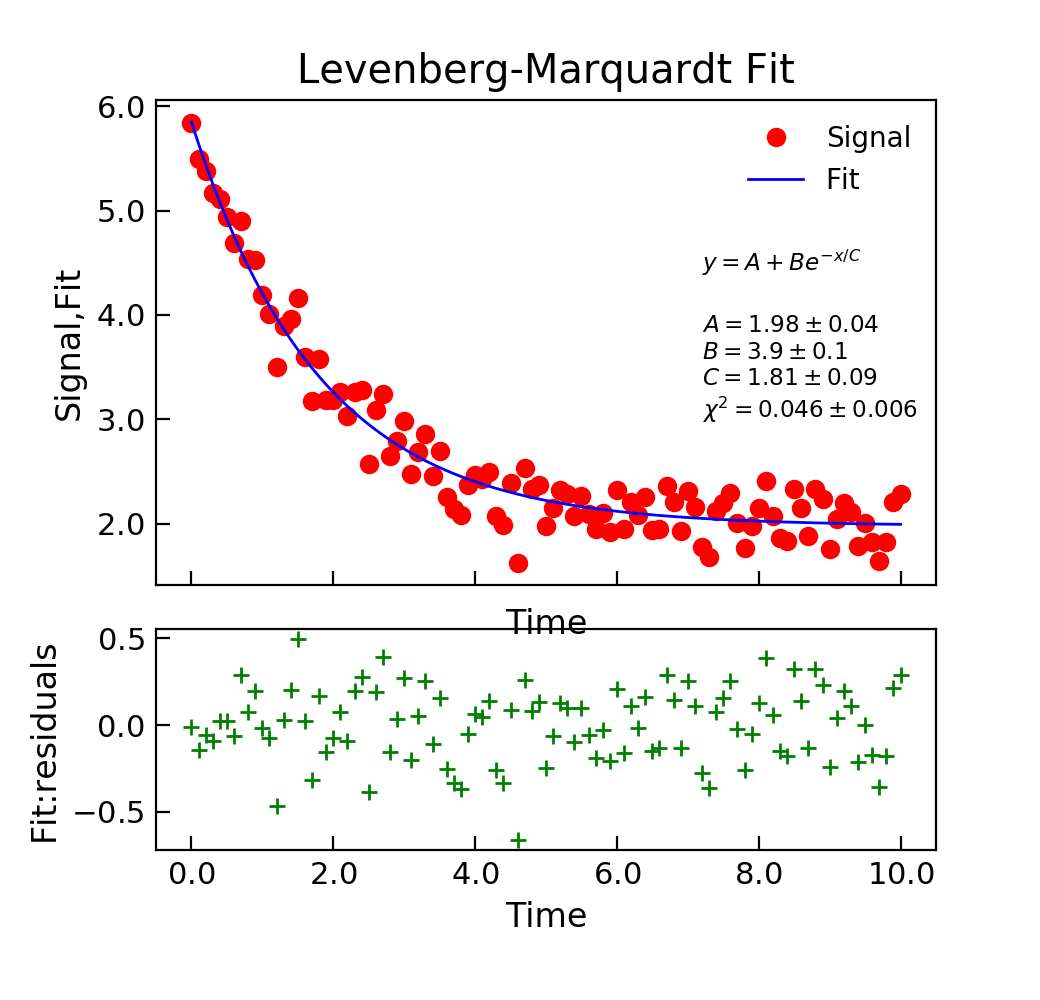 Levenberg-Marquardt Fit
6.0
5.0
4.0
3.0
2.0
Signal,Fit
Signal
Fit
y = A + Be^{-x/C}
A = 1.98 ± 0.04
B = 3.9 ± 0.1
C = 1.81 ± 0.09
χ² = 0.046 ± 0.006
Time
0.5
0.0
−0.5
Fit:residuals
0.0 2.0 4.0 6.0 8.0 10.0
Time